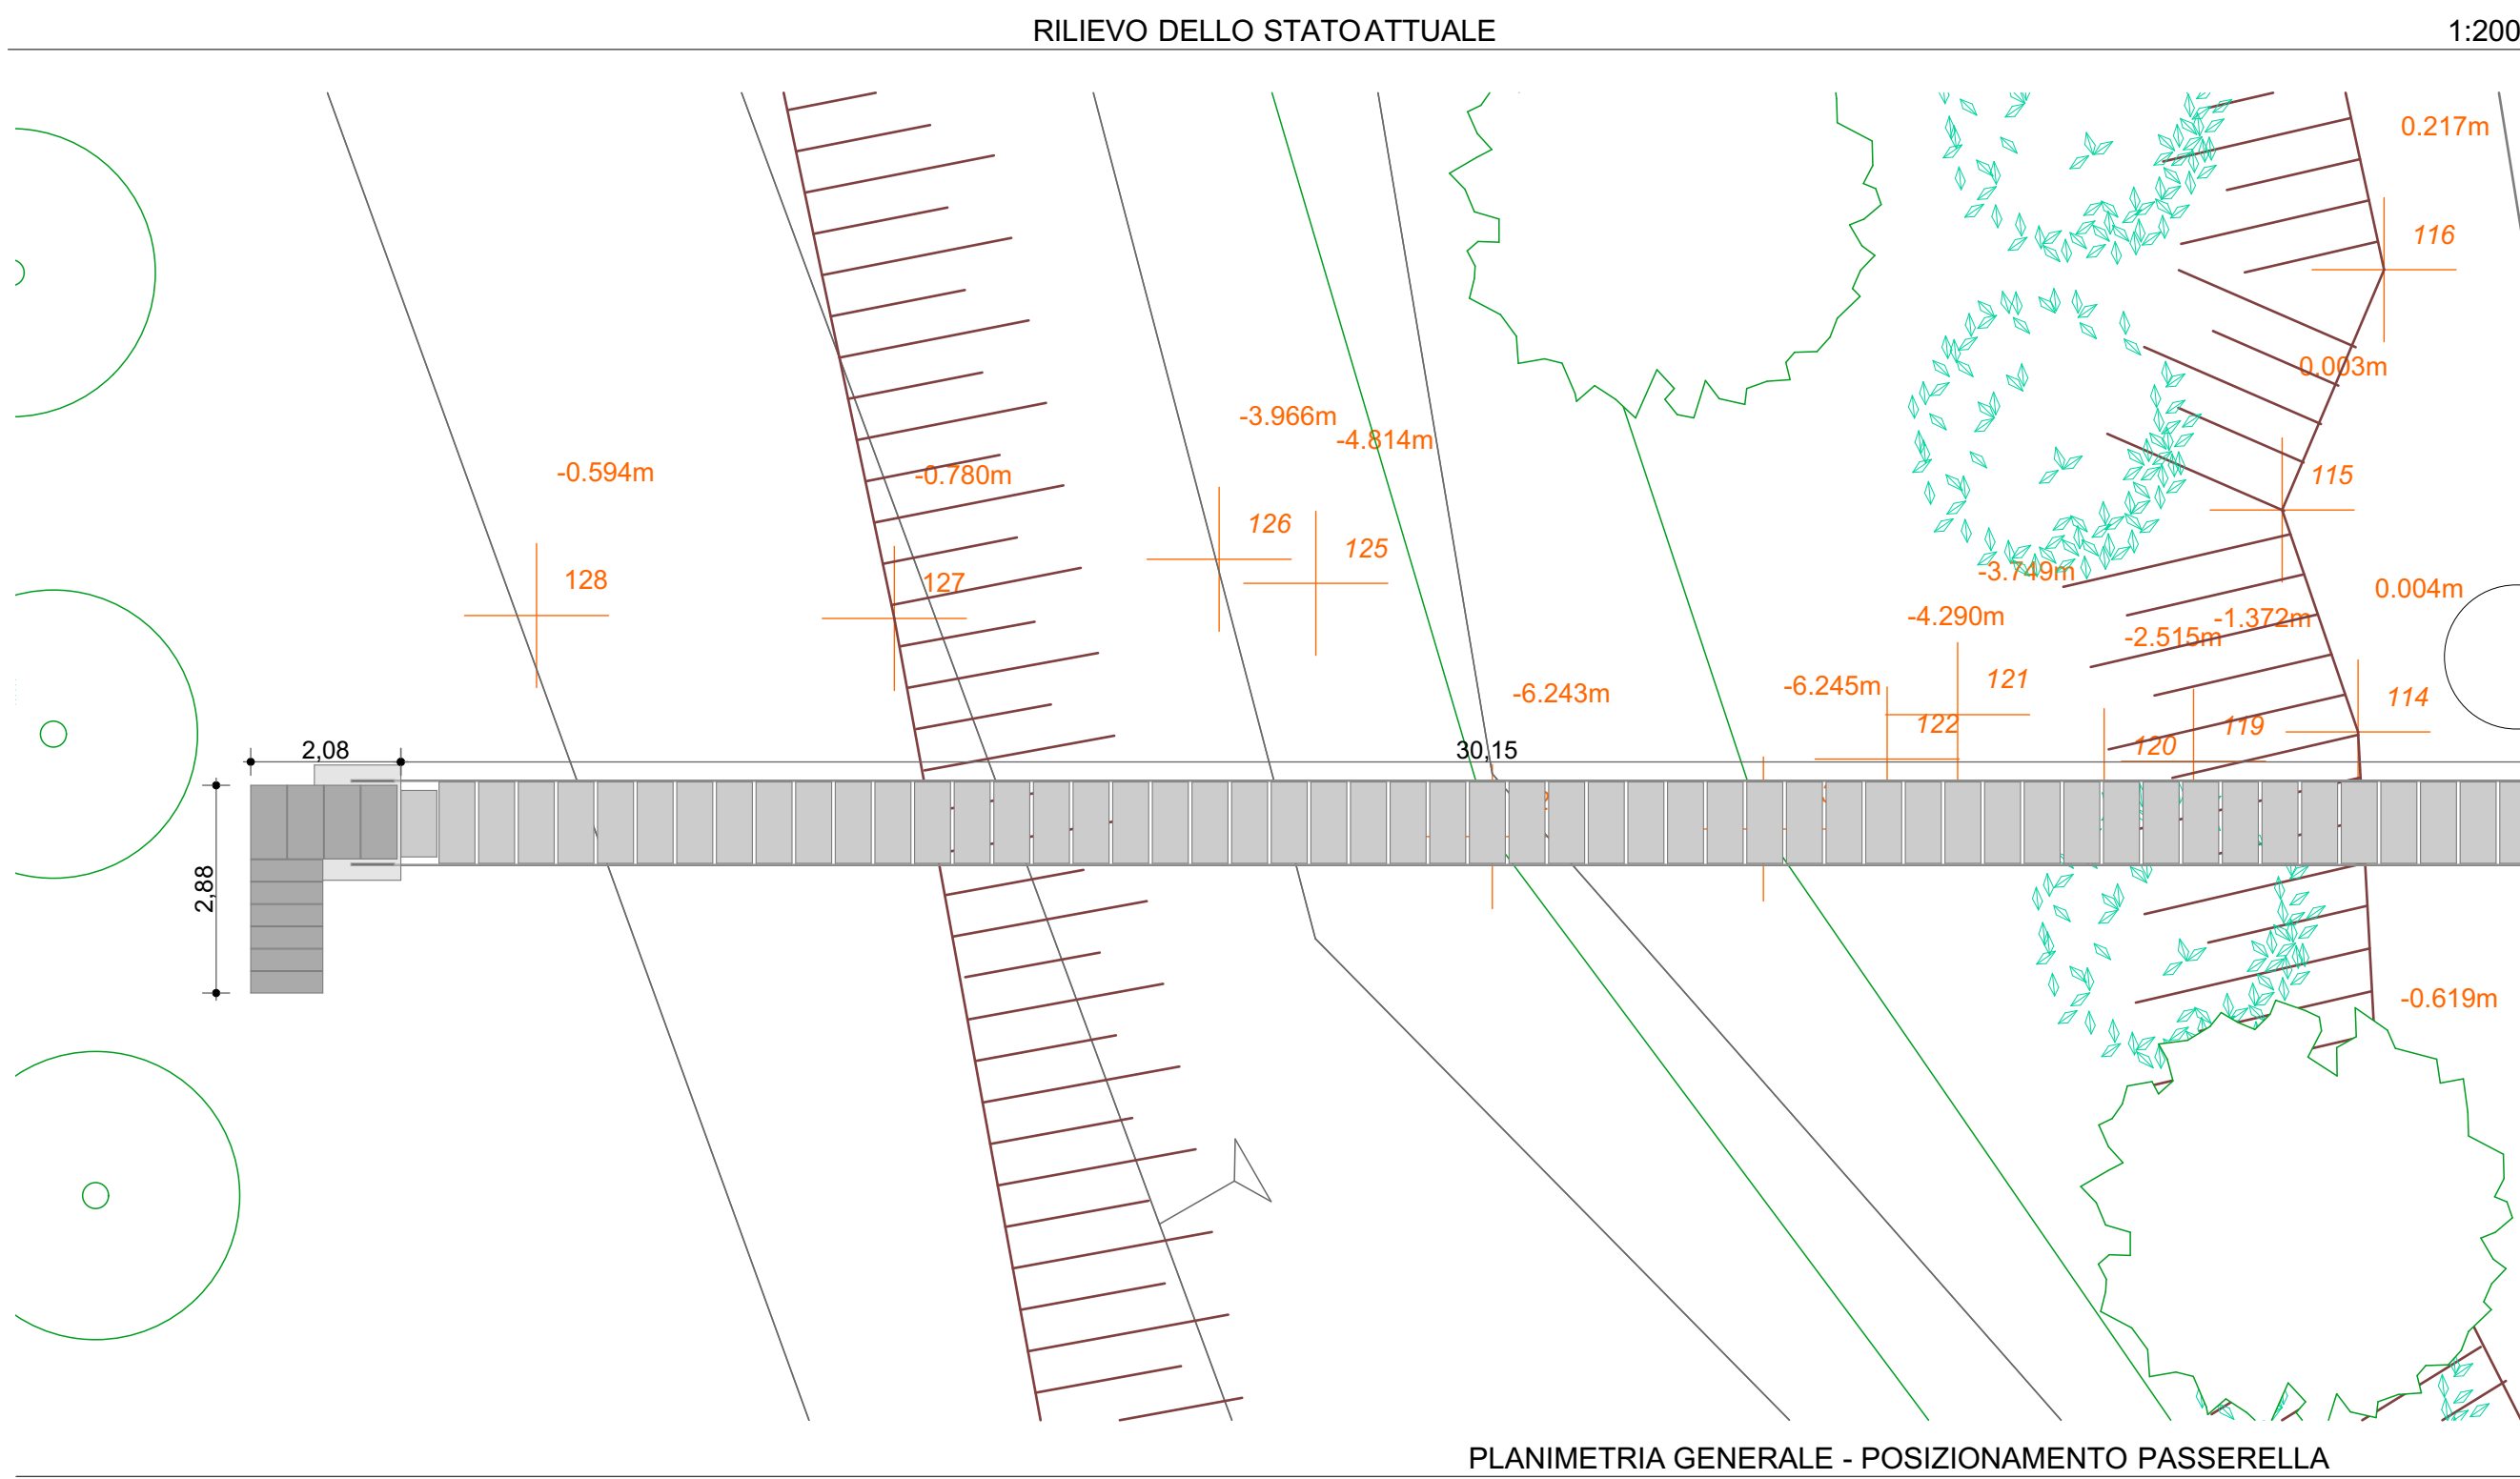 RILIEVO DELLO STATO ATTUALE
1:200
0.217m
116
0.003m
-3.966m
-4.814m
-0.594m
-0.780m
115
126
125
128
127
-3.749m
0.004m
-4.290m
-1.372m
-2.515m
-6.243m
-6.245m
121
114
122
119
120
2,08
30,15
2,88
-0.619m
PLANIMETRIA GENERALE - POSIZIONAMENTO PASSERELLA